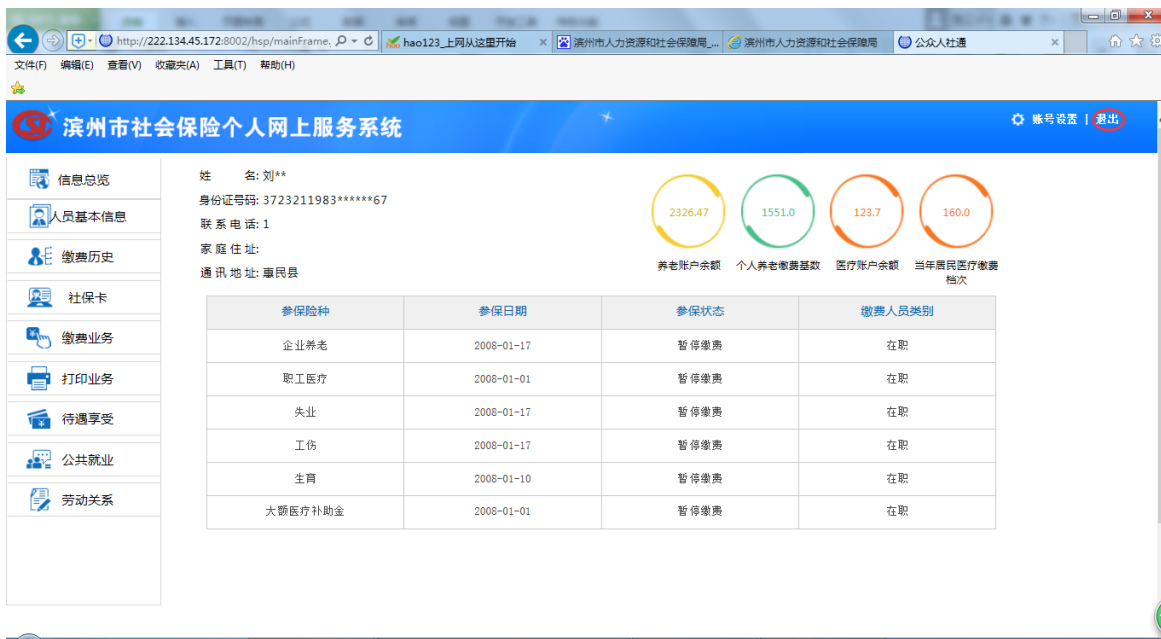 http://222.134.45.172:8002/hsp/mainFrame. hao123_上网从这里开始 滨州市人力资源和社会保障局_... 滨州市人力资源和社会保障局 公众人社通
文件(F) 编辑(E) 查看(V) 收藏夹(A) 工具(T) 帮助(H)
滨州市社会保险个人网上服务系统
账号设置 | 退出
信息总览
人员基本信息
缴费历史
社保卡
缴费业务
打印业务
待遇享受
公共就业
劳动关系
姓 名: 刘**
身份证号码: 3723211983******67
联系电话: 1
家庭住址:
通讯地址: 惠民县
2326.47 1551.0 123.7 160.0
养老账户余额 个人养老缴费基数 医疗账户余额 当年居民医疗缴费
档次
参保险种 参保日期 参保状态 缴费人员类别
企业养老 2008-01-17 暂停缴费 在职
职工医疗 2008-01-01 暂停缴费 在职
失业 2008-01-17 暂停缴费 在职
工伤 2008-01-17 暂停缴费 在职
生育 2008-01-10 暂停缴费 在职
大额医疗补助金 2008-01-01 暂停缴费 在职